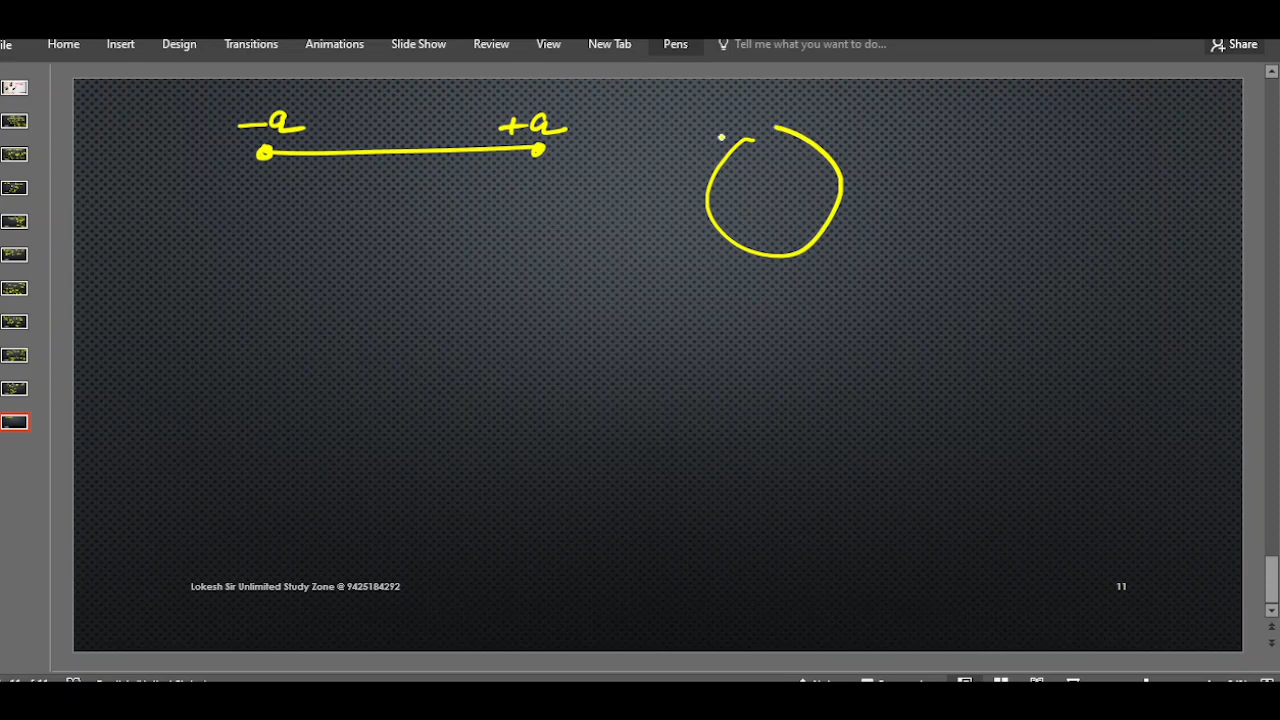 File Home Insert Design Transitions Animations Slide Show Review View New Tab Pens Tell me what you want to do... Share
-q +q
Lokesh Sir Unlimited Study Zone @ 9425184292 11